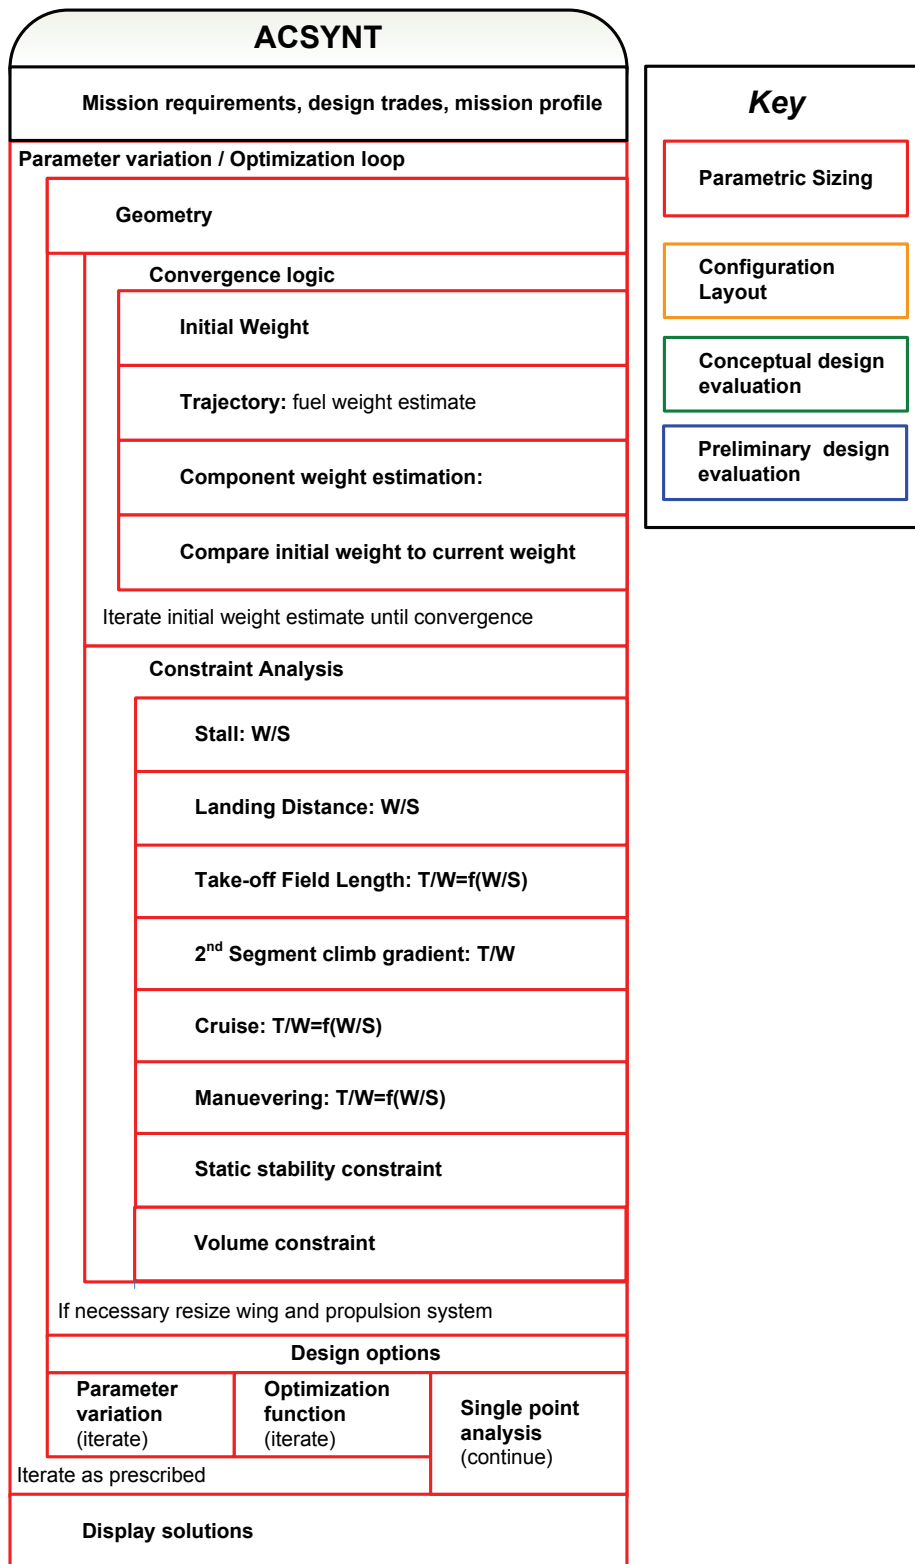 ACSYNT
Mission requirements, design trades, mission profile
Parameter variation / Optimization loop
Geometry
Convergence logic
Initial Weight
Trajectory: fuel weight estimate
Component weight estimation:
Compare initial weight to current weight
Iterate initial weight estimate until convergence
Constraint Analysis
Stall: W/S
Landing Distance: W/S
Take-off Field Length: T/W=f(W/S)
2nd Segment climb gradient: T/W
Cruise: T/W=f(W/S)
Manuevering: T/W=f(W/S)
Static stability constraint
Volume constraint
If necessary resize wing and propulsion system
Design options
Parameter
variation
(iterate)
Optimization
function
(iterate)
Single point
analysis
(continue)
Iterate as prescribed
Display solutions
Key
Parametric Sizing
Configuration
Layout
Conceptual design
evaluation
Preliminary design
evaluation